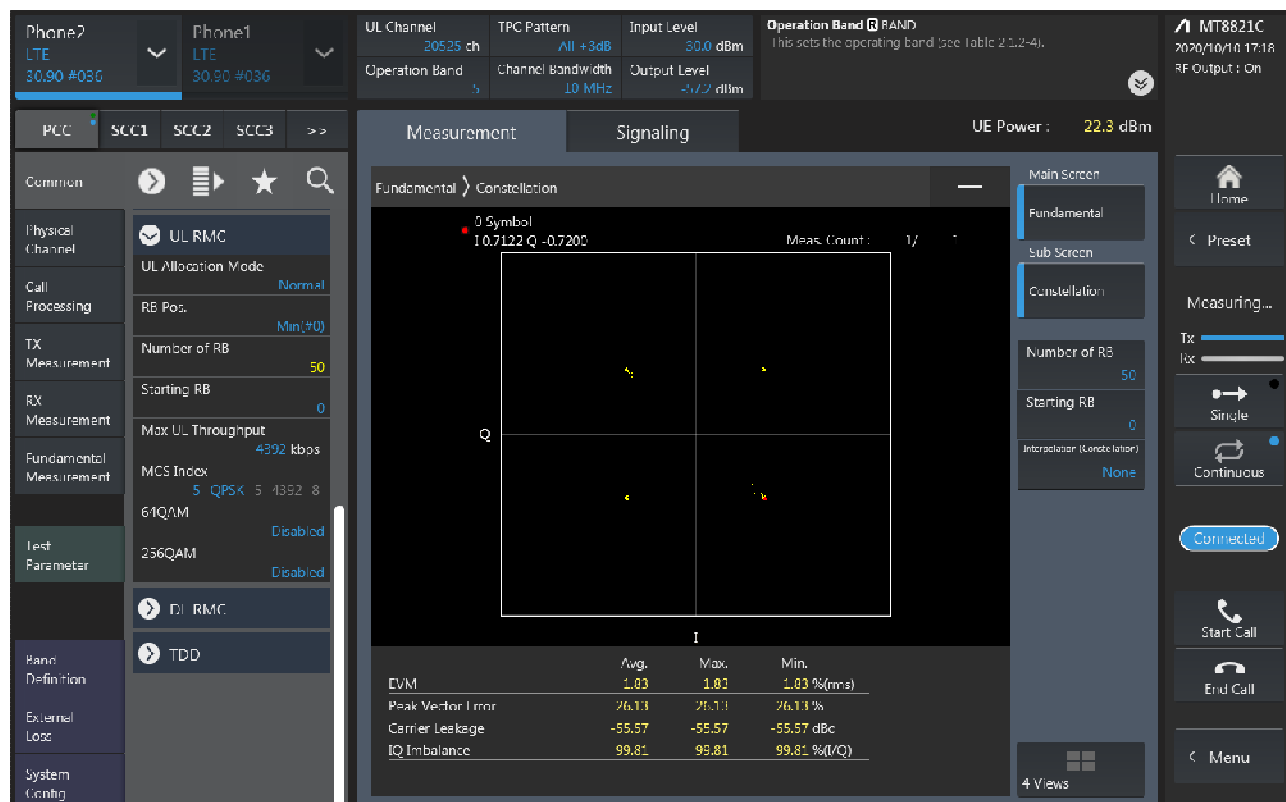 Phone2
LTE
30.90 #036
Phone1
LTE
30.90 #036
UL Channel
20525 ch
Operation Band
5
TPC Pattern
All +3dB
Channel Bandwidth
10 MHz
Input Level
30.0 dBm
Output Level
-57.2 dBm
Operation Band R BAND
This sets the operating band (see Table 2.1.2-4).
MT8821C
2020/10/10 17:18
RF Output : On
PCC SCC1 SCC2 SCC3 >>
Measurement
Signaling
UE Power : 22.3 dBm
Common
Physical
Channel
Call
Processing
TX
Measurement
RX
Measurement
Fundamental
Measurement
Test
Parameter
Band
Definition
External
Loss
System
Config
UL RMC
UL Allocation Mode
Normal
RB Pos.
Min(#0)
Number of RB
50
Starting RB
0
Max UL Throughput
4392 kbps
MCS Index
5 QPSK 5 4392 8
64QAM
Disabled
256QAM
Disabled
DL RMC
TDD
Fundamental 〉 Constellation
0 Symbol
I 0.7122 Q -0.7200
Meas. Count : 1/ 1
Q
I
Avg. Max. Min.
EVM 1.83 1.83 1.83 %(rms)
Peak Vector Error 26.13 26.13 26.13 %
Carrier Leakage -55.57 -55.57 -55.57 dBc
IQ Imbalance 99.81 99.81 99.81 %(I/Q)
Main Screen
Fundamental
Sub Screen
Constellation
Number of RB
50
Starting RB
0
Interpolation (Constellation)
None
4 Views
Home
< Preset
Measuring...
Tx
Rx
Single
Continuous
Connected
Start Call
End Call
< Menu